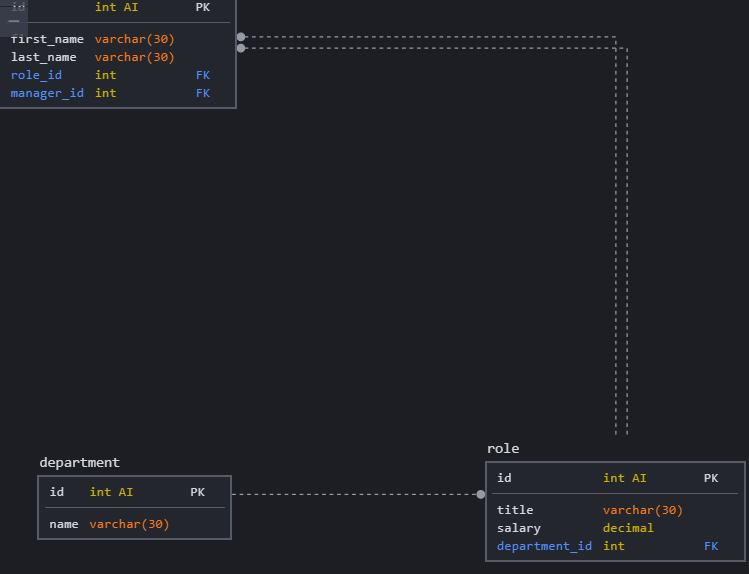 id int AI PK
first_name varchar(30)
last_name varchar(30)
role_id int FK
manager_id int FK
department
id int AI PK
name varchar(30)
role
id int AI PK
title varchar(30)
salary decimal
department_id int FK